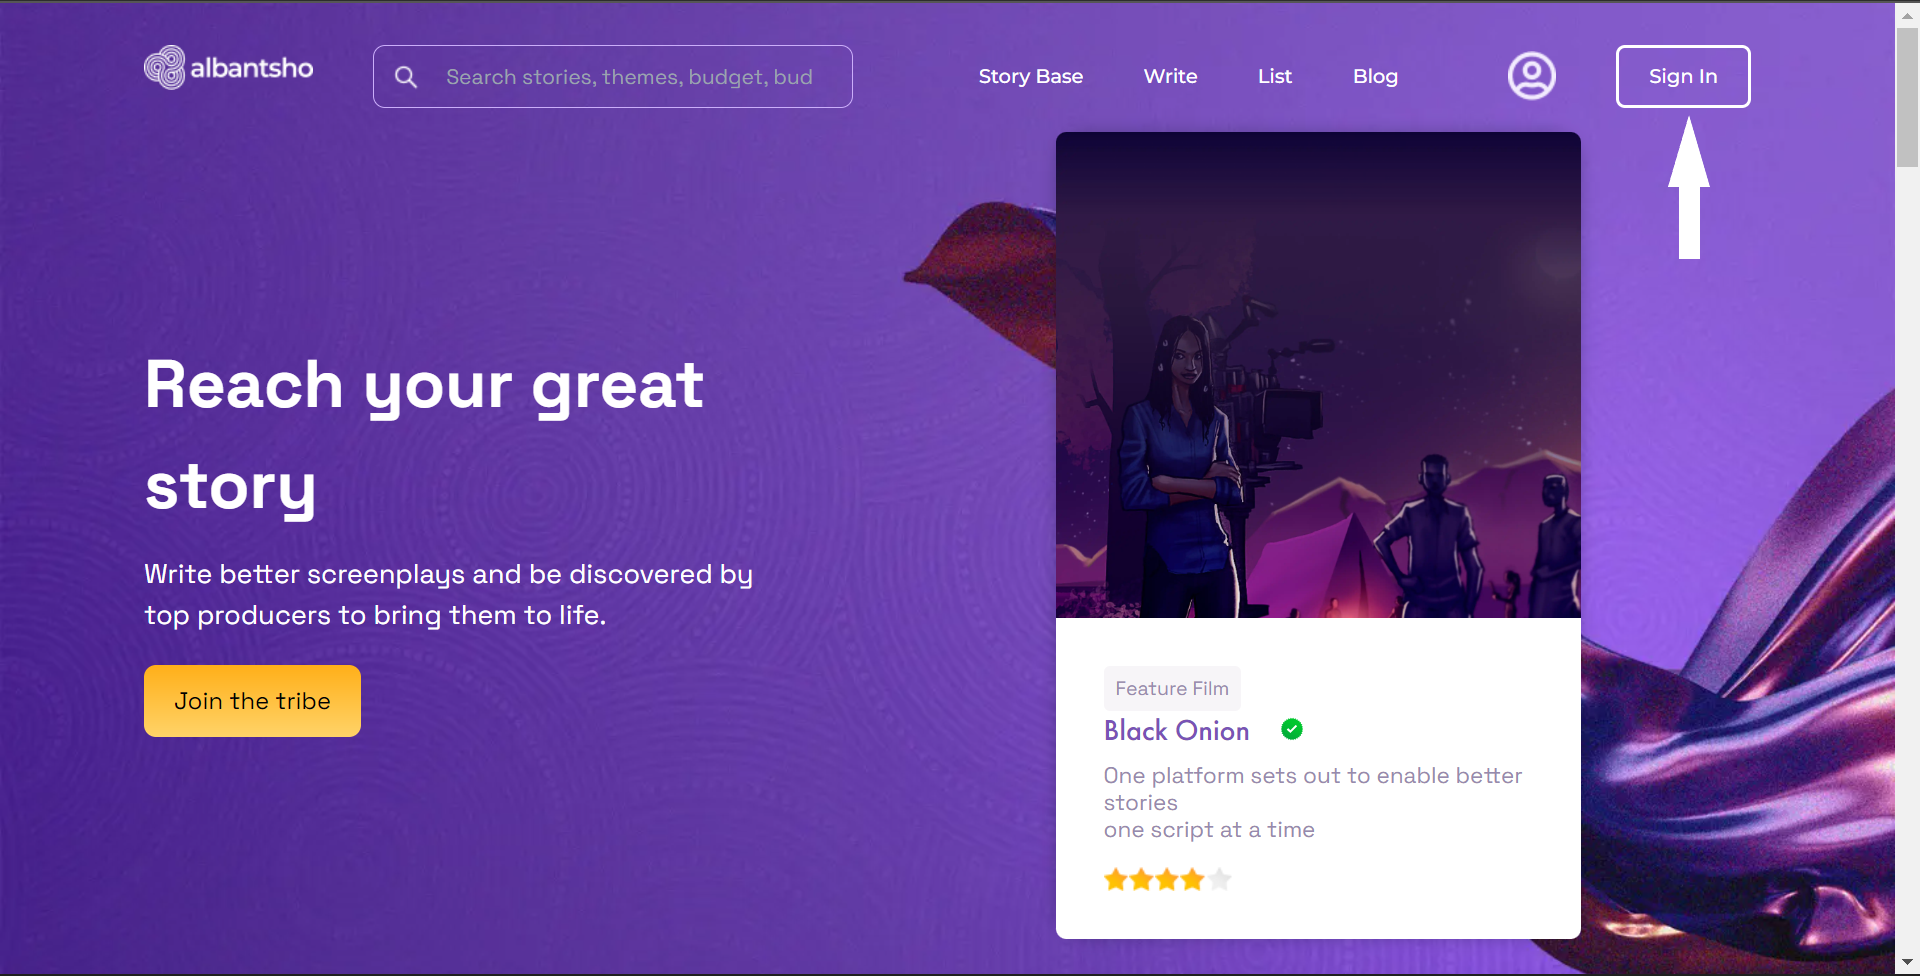 albantsho
Search stories, themes, budget, bud
Story Base
Write
List
Blog
Sign In
Reach your great
story
Write better screenplays and be discovered by
top producers to bring them to life.
Join the tribe
Feature Film
Black Onion
One platform sets out to enable better
stories
one script at a time